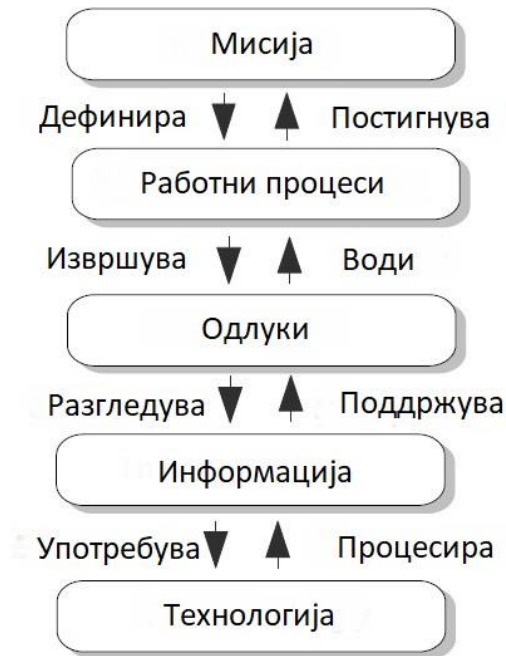 Мисија
Дефинира Постигнува
Работни процеси
Извршува Води
Одлуки
Разгледува Поддржува
Информација
Употребува Процесира
Технологија